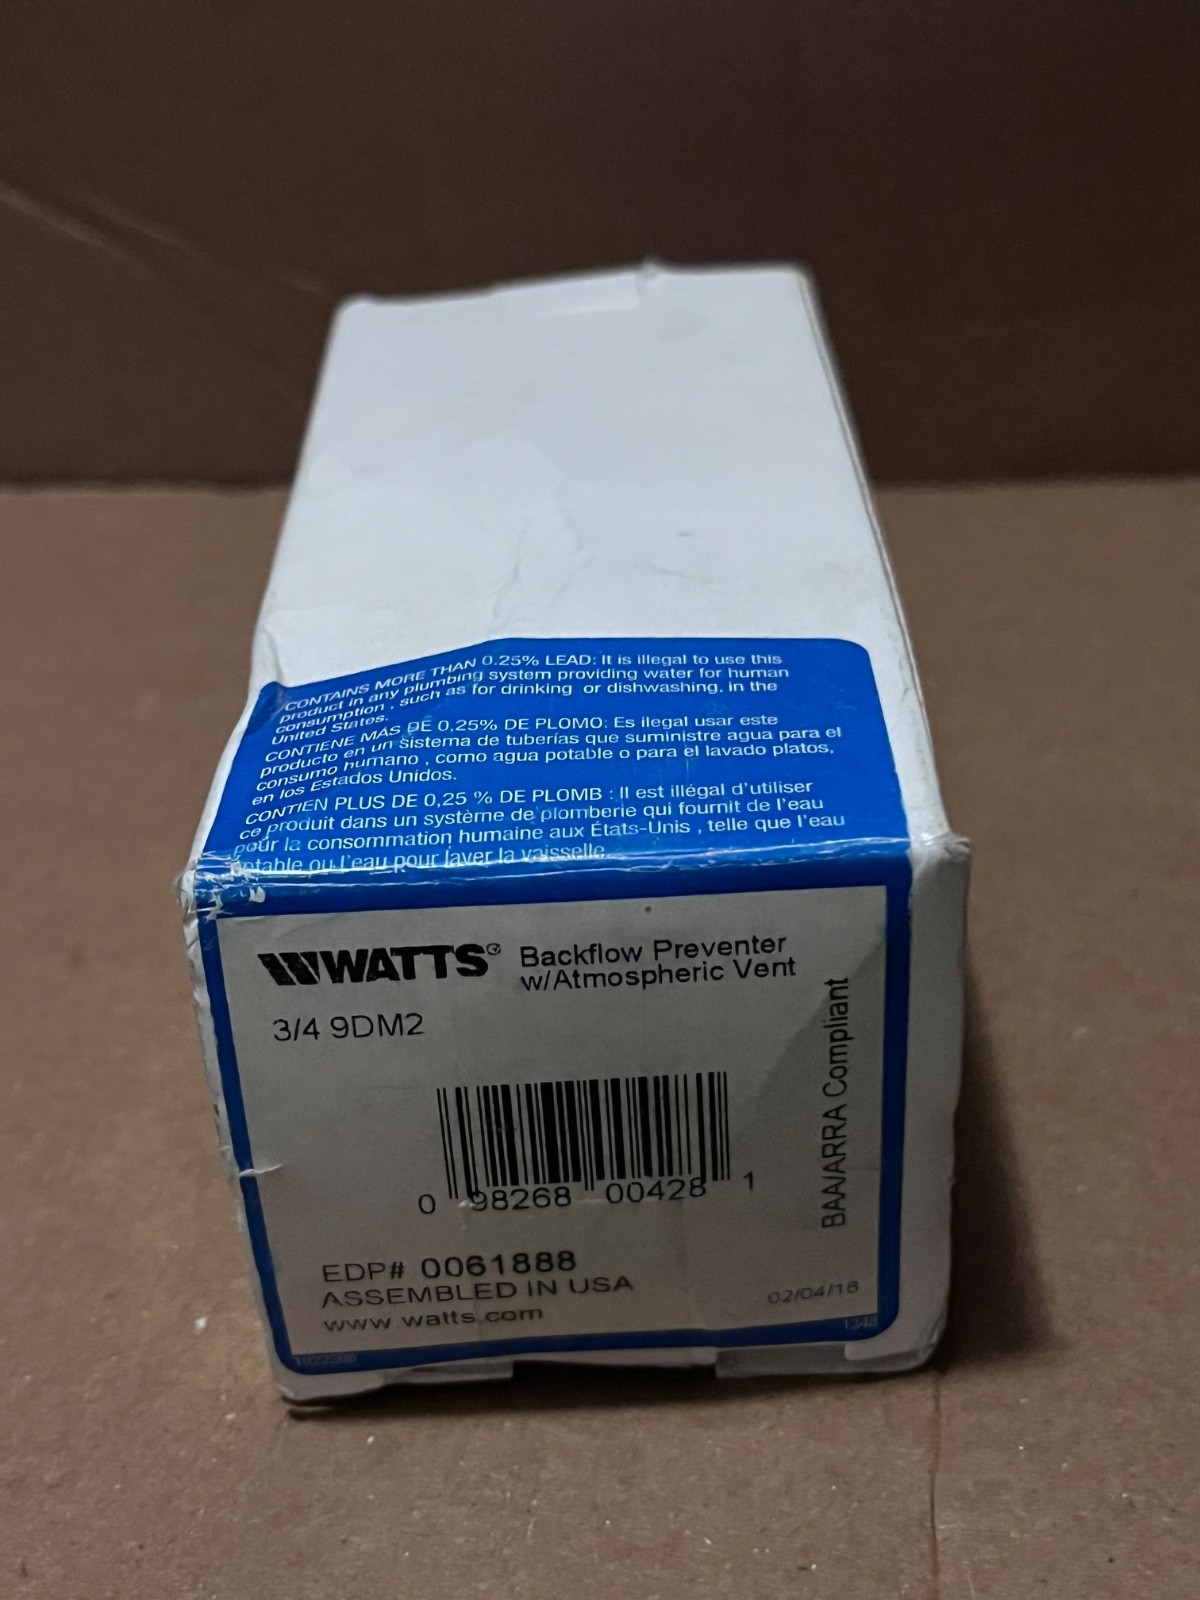 CONTAINS MORE THAN 0.25% LEAD: It is illegal to use this
product in any plumbing system providing water for human
consumption, such as for drinking or dishwashing, in the
United States.
CONTIENE MÁS DE 0,25% DE PLOMO: Es ilegal usar este
producto en un sistema de tuberías que suministre agua para el
consumo humano, como agua potable o para el lavado platos,
en los Estados Unidos.
CONTIEN PLUS DE 0,25 % DE PLOMB : Il est illégal d'utiliser
ce produit dans un système de plomberie qui fournit de l'eau
pour la consommation humaine aux États-Unis, telle que l'eau
potable ou l'eau pour laver la vaisselle.
WATTS®
Backflow Preventer
w/Atmospheric Vent
3/4 9DM2
BAA/ARRA Compliant
0 98268 00428 1
EDP# 0061888
ASSEMBLED IN USA
www.watts.com
02/04/16
1343